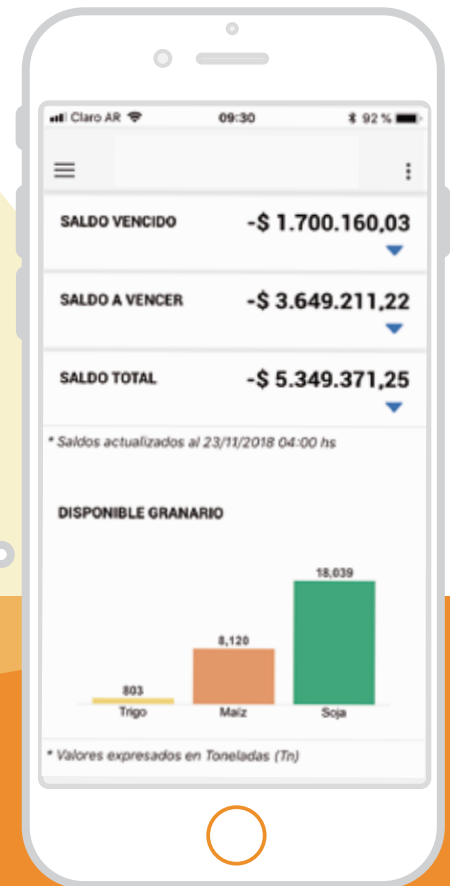 Claro AR 09:30 92 %
SALDO VENCIDO -$ 1.700.160,03
SALDO A VENCER -$ 3.649.211,22
SALDO TOTAL -$ 5.349.371,25
* Saldos actualizados al 23/11/2018 04:00 hs
DISPONIBLE GRANARIO
18,039
8,120
803
Trigo Maíz Soja
* Valores expresados en Toneladas (Tn)